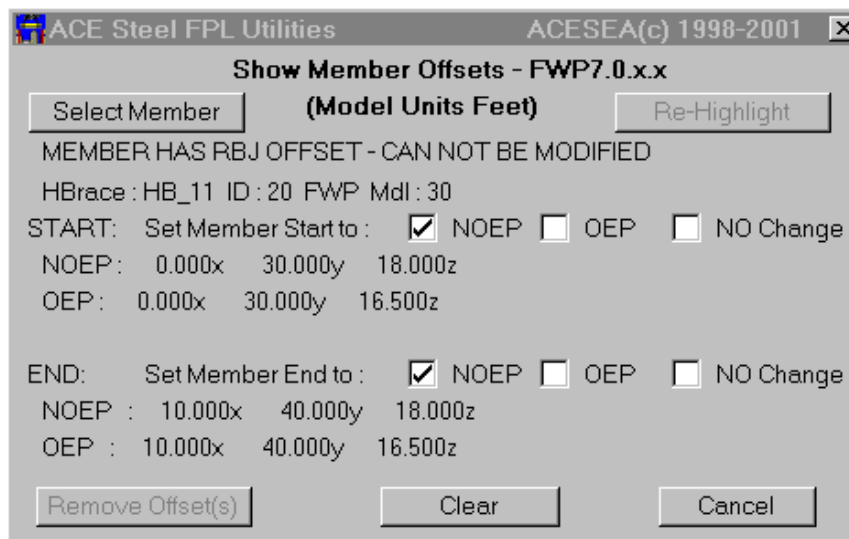 ACE Steel FPL Utilities ACESEA(c) 1998-2001
Show Member Offsets - FWP7.0.x.x
Select Member (Model Units Feet) Re-Highlight
MEMBER HAS RBJ OFFSET - CAN NOT BE MODIFIED
HBrace : HB_11 ID : 20 FWP Mdl : 30
START: Set Member Start to : NOEP OEP NO Change
NOEP : 0.000x 30.000y 18.000z
OEP : 0.000x 30.000y 16.500z
END: Set Member End to : NOEP OEP NO Change
NOEP : 10.000x 40.000y 18.000z
OEP : 10.000x 40.000y 16.500z
Remove Offset(s) Clear Cancel